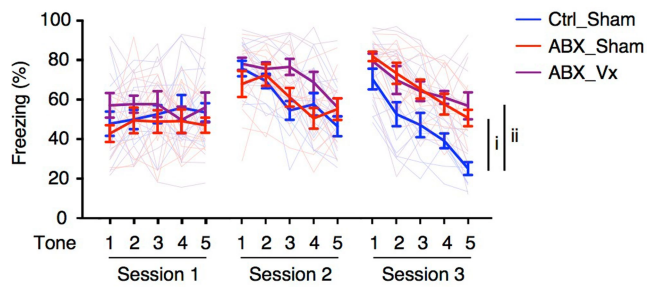 100
80
60
40
20
0
Freezing (%)
Ctrl_Sham
ABX_Sham
ABX_Vx
i
ii
Tone 1 2 3 4 5 1 2 3 4 5 1 2 3 4 5
Session 1 Session 2 Session 3